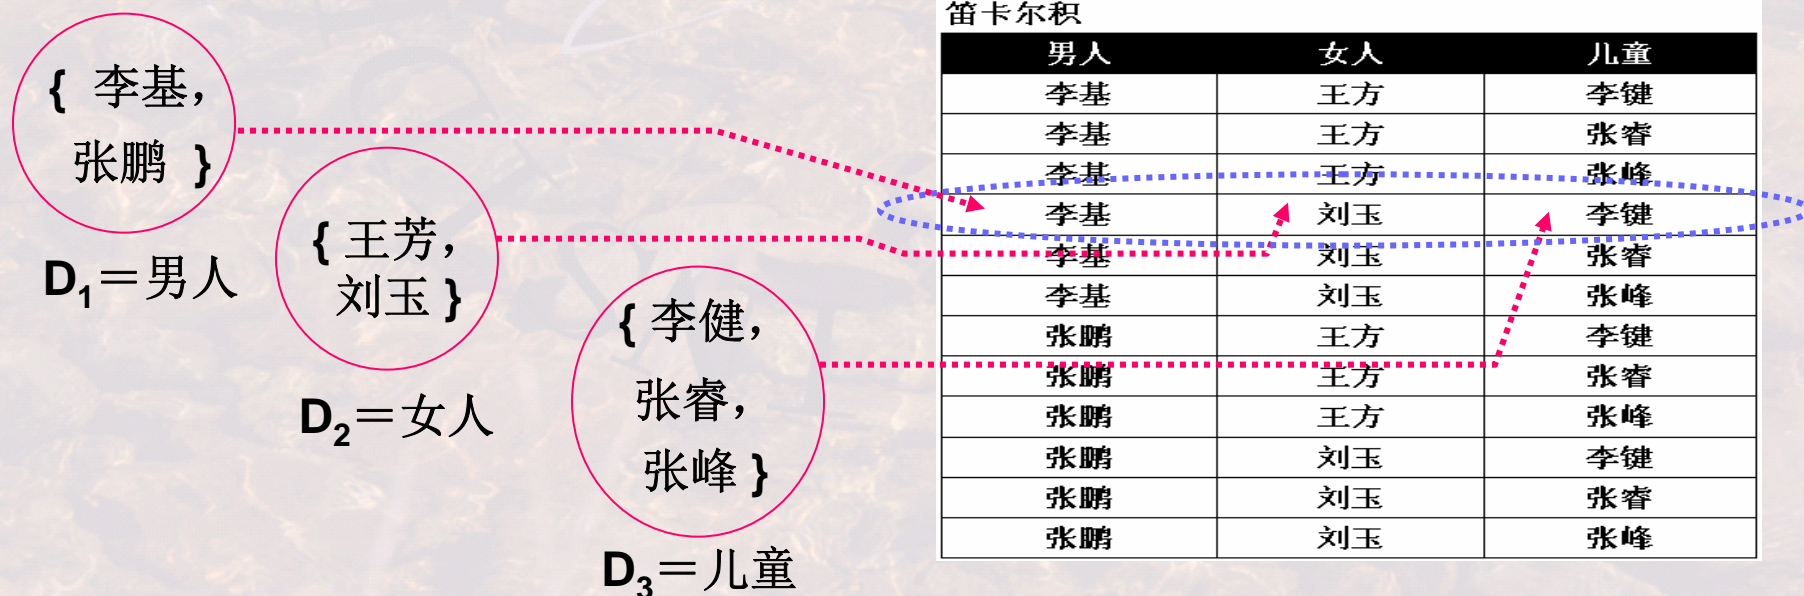 { 李基，
张鹏 }
D1＝男人
{ 王芳，
刘玉 }
D2＝女人
{ 李健，
张睿，
张峰 }
D3＝儿童
笛卡尔积
男人 女人 儿童
李基 王方 李键
李基 王方 张睿
李基 王方 张峰
李基 刘玉 李键
李基 刘玉 张睿
李基 刘玉 张峰
张鹏 王方 李键
张鹏 王方 张睿
张鹏 王方 张峰
张鹏 刘玉 李键
张鹏 刘玉 张睿
张鹏 刘玉 张峰